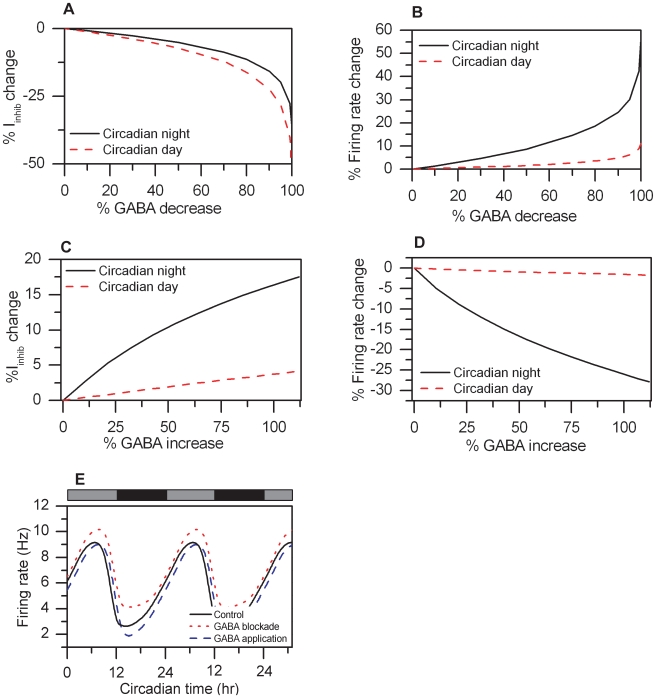 A
0
-25
-50
% Iinhib change
Circadian night
Circadian day
0 20 40 60 80 100
% GABA decrease
B
60
50
40
30
20
10
0
% Firing rate change
Circadian night
Circadian day
0 20 40 60 80 100
% GABA decrease
C
20
15
10
5
0
%Iinhib change
Circadian night
Circadian day
0 25 50 75 100
% GABA increase
D
0
-5
-10
-15
-20
-25
-30
% Firing rate change
Circadian night
Circadian day
0 25 50 75 100
% GABA increase
E
12
10
8
6
4
2
Firing rate (Hz)
Control
GABA blockade
GABA application
0 12 24 12 24
Circadian time (hr)